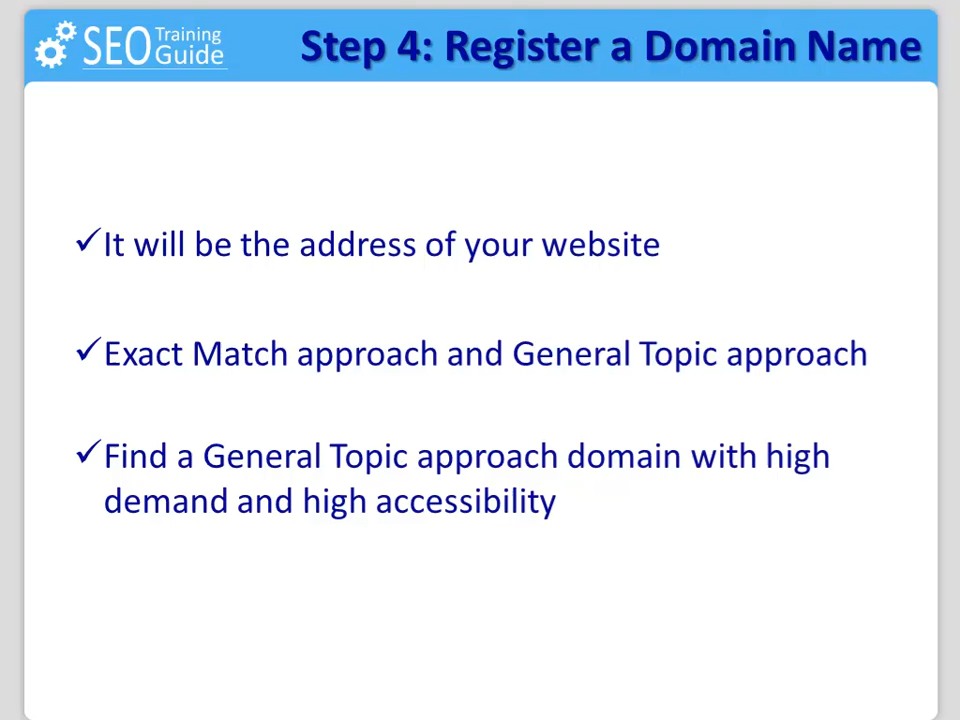 SEO Training Guide
Step 4: Register a Domain Name
✓It will be the address of your website
✓Exact Match approach and General Topic approach
✓Find a General Topic approach domain with high
demand and high accessibility